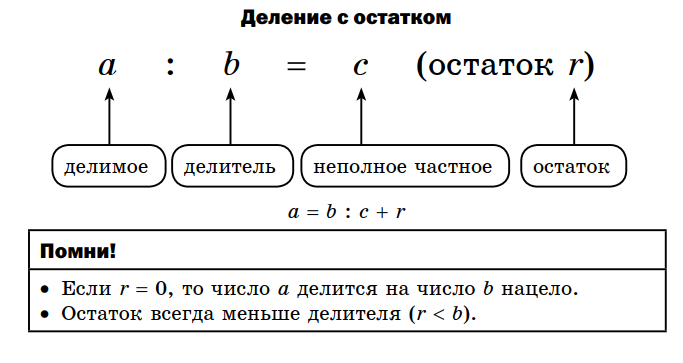 Деление с остатком
a : b = c (остаток r)
делимое делитель неполное частное остаток
a = b : c + r
Помни!
• Если r = 0, то число a делится на число b нацело.
• Остаток всегда меньше делителя (r < b).